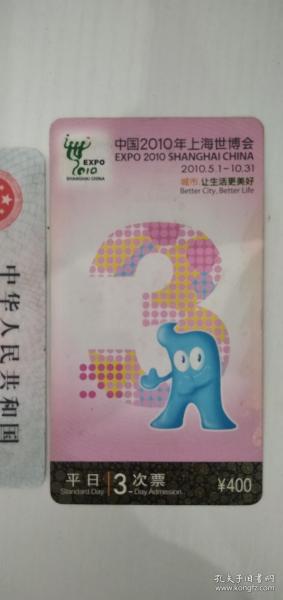 EXPO
2010
SHANGHAI CHINA
中国2010年上海世博会
EXPO 2010 SHANGHAI CHINA
2010.5.1-10.31
城市,让生活更美好
Better City, Better Life
3
平日 3次票
Standard Day 3-Day Admission
¥400
中华人民共和国
孔夫子旧书网
www.kongfz.com